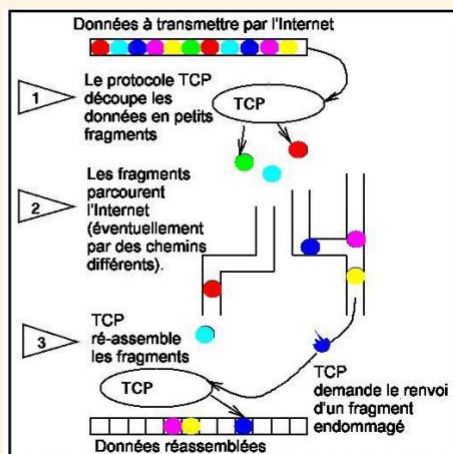 Données à transmettre par l'Internet
1
Le protocole TCP
découpe les
données en petits
fragments
TCP
2
Les fragments
parcourent
l'Internet
(éventuellement
par des chemins
différents).
3
TCP
ré-assemble
les fragments
TCP
TCP
demande le renvoi
d'un fragment
endommagé
Données réassemblées